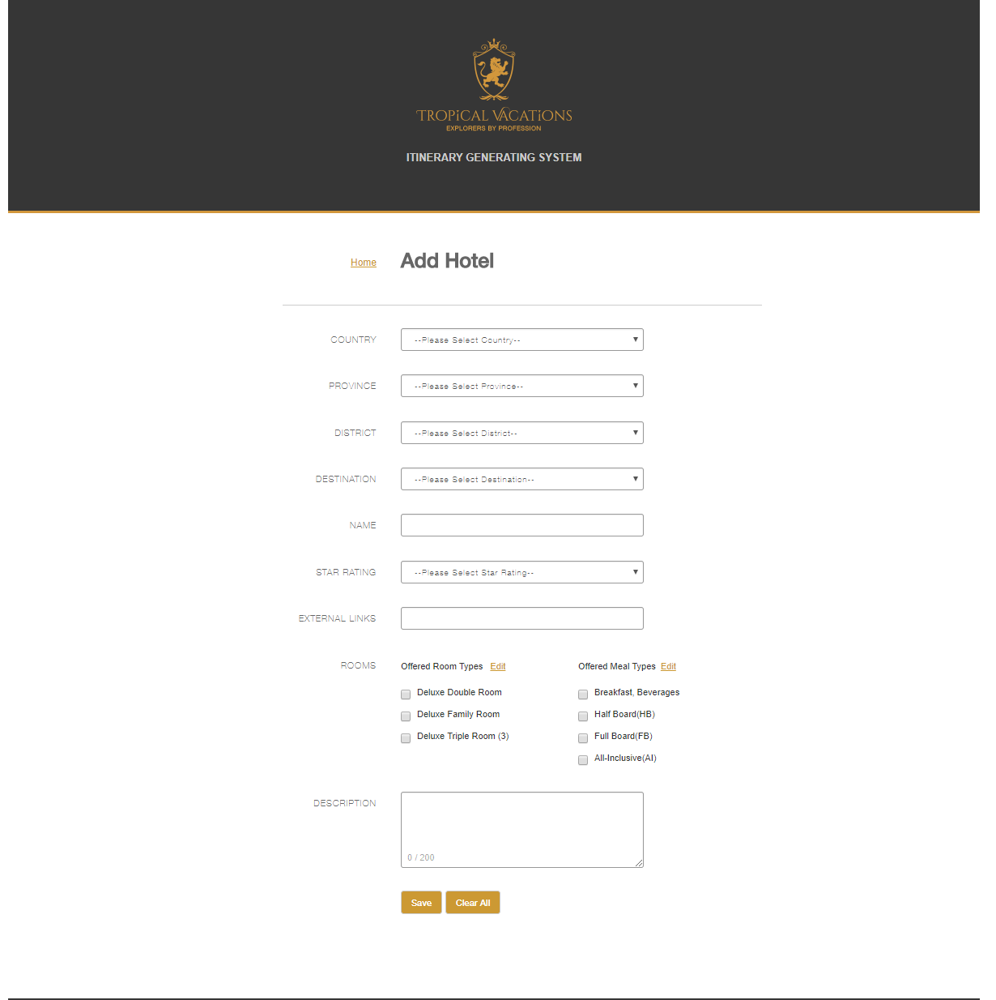 TROPiCAL VACATiONS
EXPLORERS BY PROFESSION
ITINERARY GENERATING SYSTEM
Home Add Hotel
COUNTRY --Please Select Country--
PROVINCE --Please Select Province--
DISTRICT --Please Select District--
DESTINATION --Please Select Destination--
NAME
STAR RATING --Please Select Star Rating--
EXTERNAL LINKS
ROOMS Offered Room Types Edit Offered Meal Types Edit
Deluxe Double Room Breakfast, Beverages
Deluxe Family Room Half Board(HB)
Deluxe Triple Room (3) Full Board(FB)
All-Inclusive(AI)
DESCRIPTION
0 / 200
Save Clear All